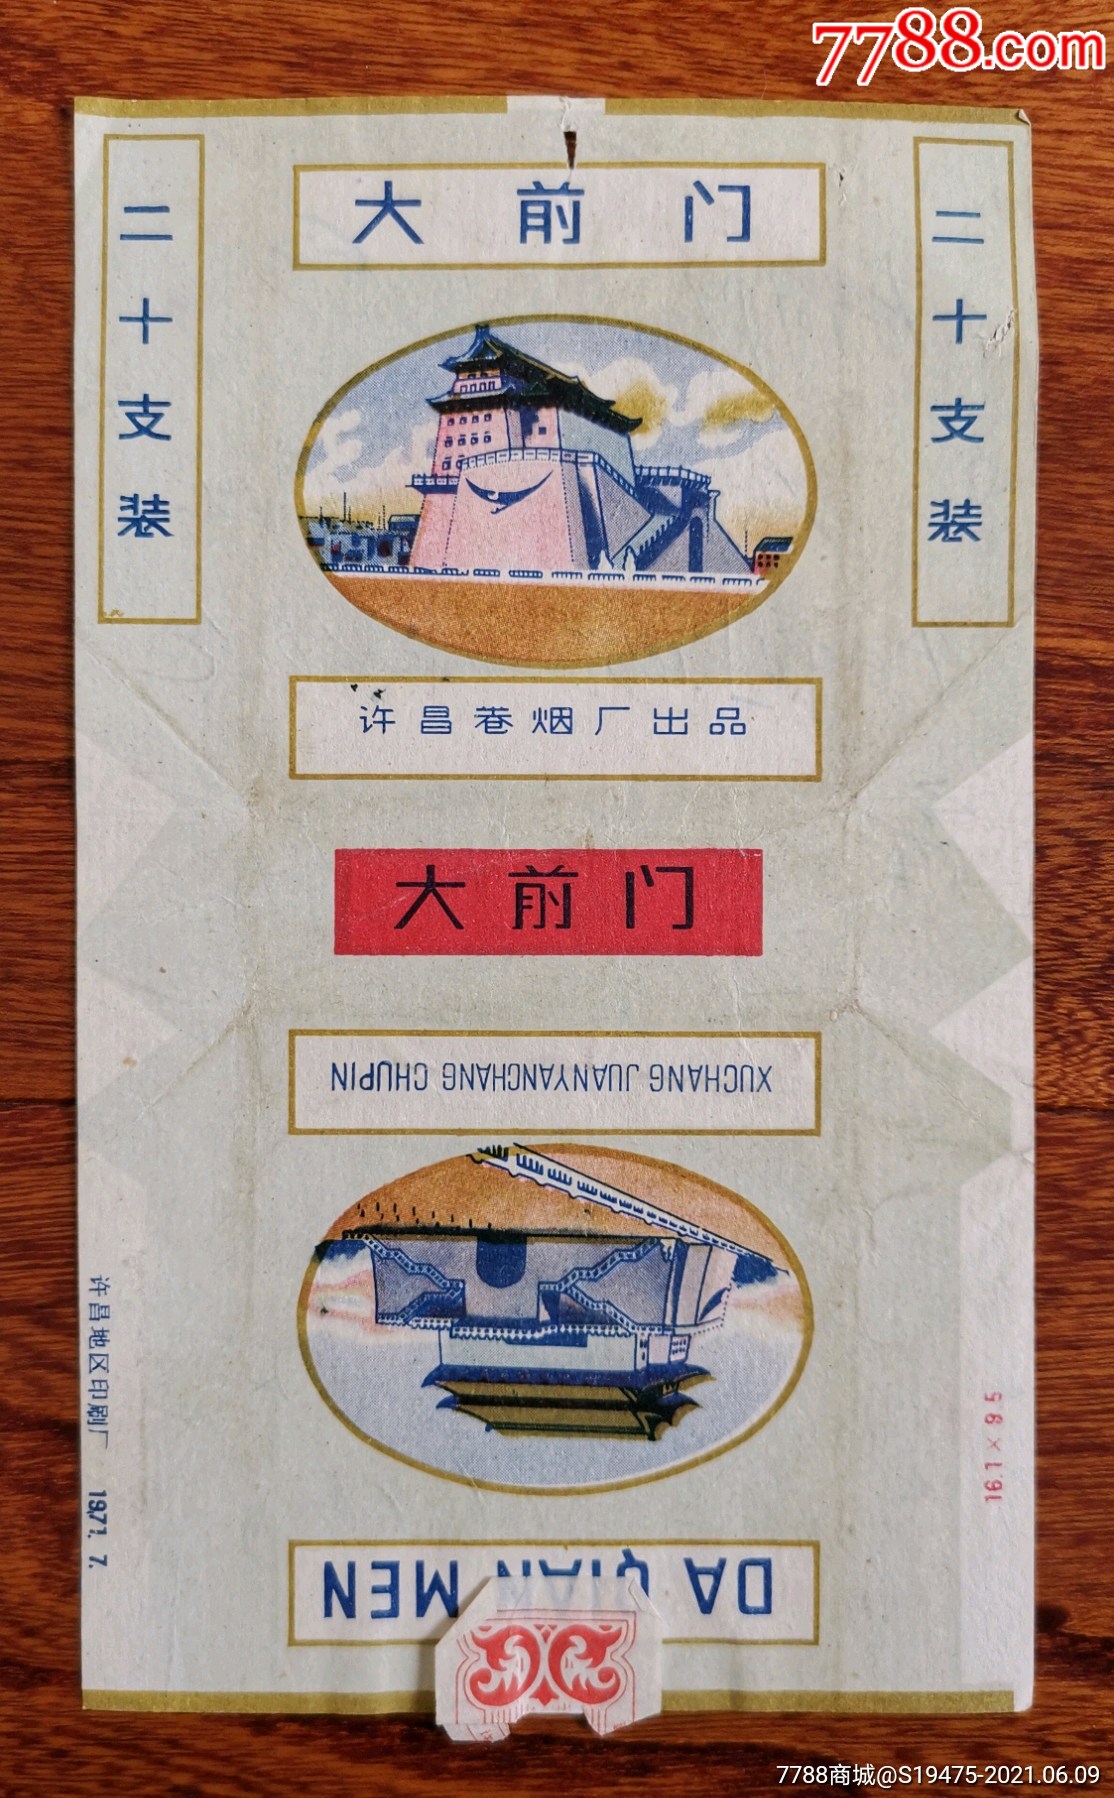 7788.com
大前门
二十支装
二十支装
许昌卷烟厂出品
大前门
XUCHANG JUANYANCHANG CHUPIN
DA QIAN MEN
许昌地区印刷厂 1971.7.
16.1×9.5
7788商城@S19475-2021.06.09